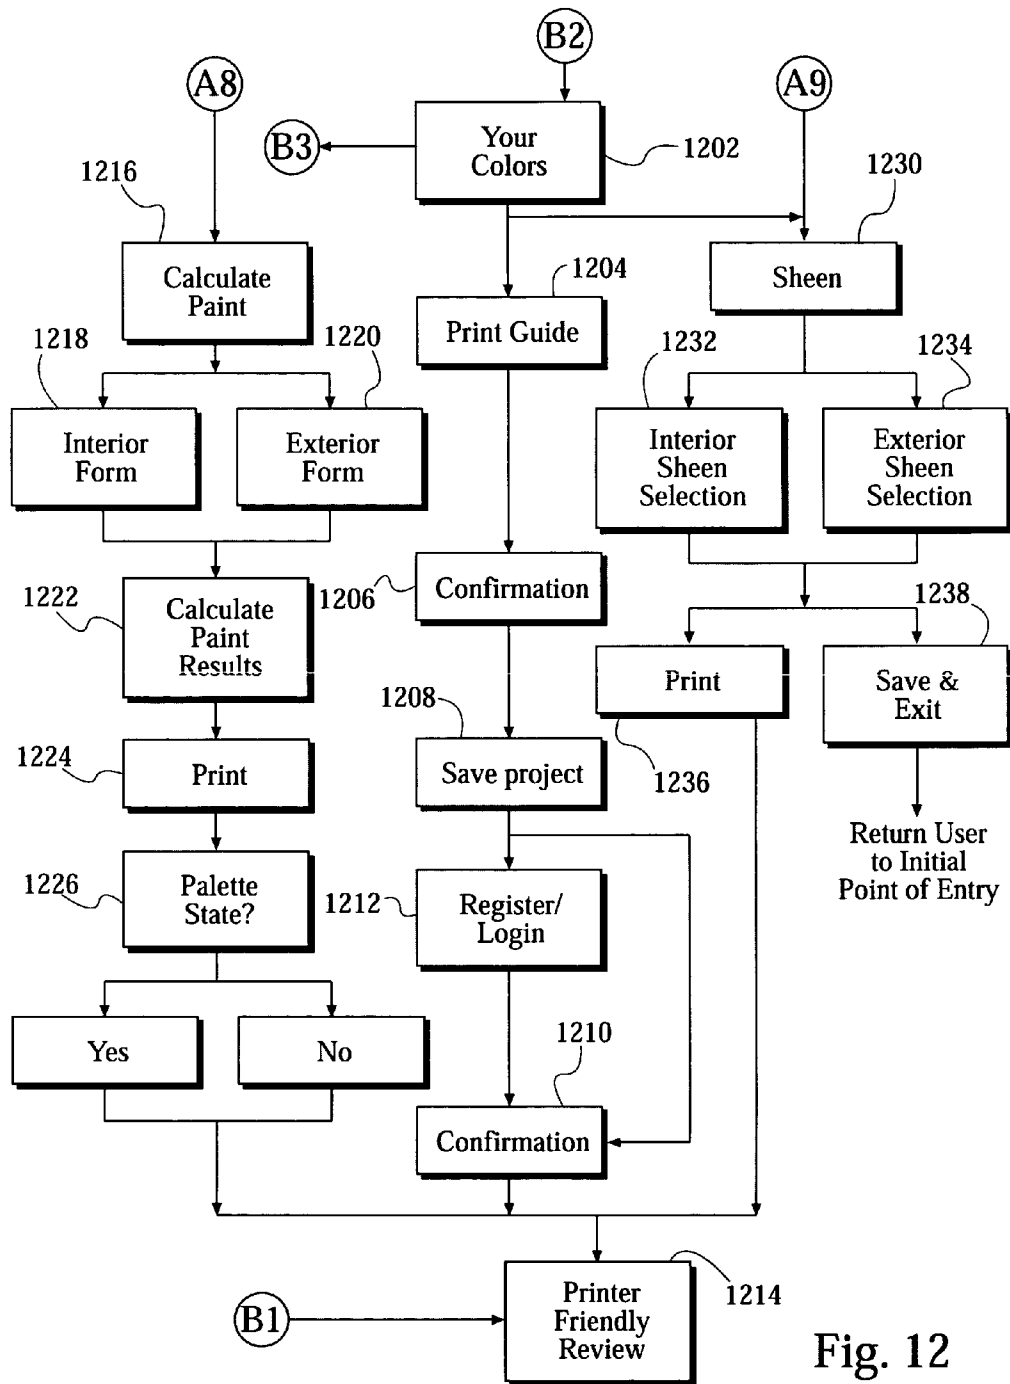 B2
A8
A9
B3
Your
Colors
1202
1216
1230
Calculate
Paint
1204
Sheen
Print Guide
1218
1220
1232
1234
Interior
Form
Exterior
Form
Interior
Sheen
Selection
Exterior
Sheen
Selection
1222
Calculate
Paint
Results
1206
Confirmation
1238
Print
Save &
Exit
1208
1224
Print
Save project
1236
Return User
to Initial
Point of Entry
1226
Palette
State?
1212
Register/
Login
Yes
No
1210
Confirmation
B1
Printer
Friendly
Review
1214
Fig. 12